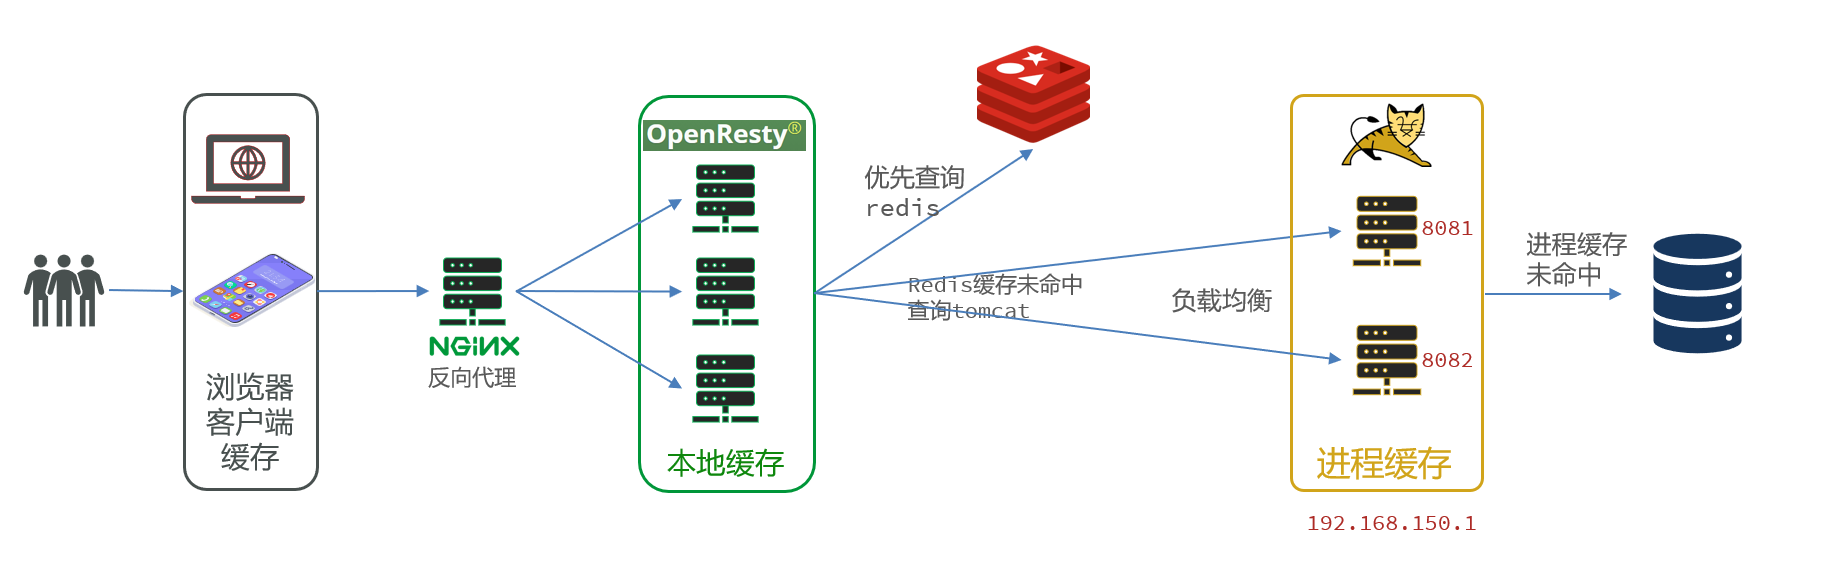 浏览器
客户端
缓存
NGINX
反向代理
OpenResty®
本地缓存
优先查询
redis
Redis缓存未命中
查询tomcat
负载均衡
8081
8082
进程缓存
192.168.150.1
进程缓存
未命中